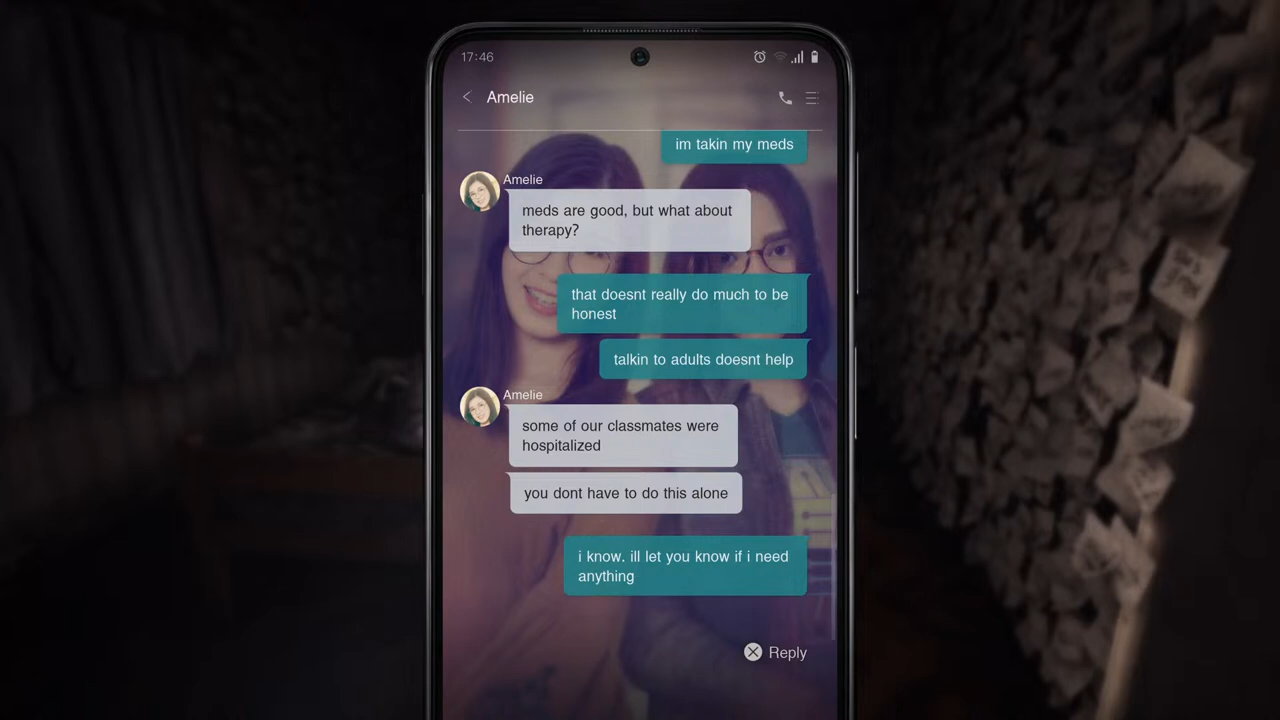 17:46
Amelie
im takin my meds
Amelie
meds are good, but what about
therapy?
that doesnt really do much to be
honest
talkin to adults doesnt help
Amelie
some of our classmates were
hospitalized
you dont have to do this alone
i know. ill let you know if i need
anything
Reply